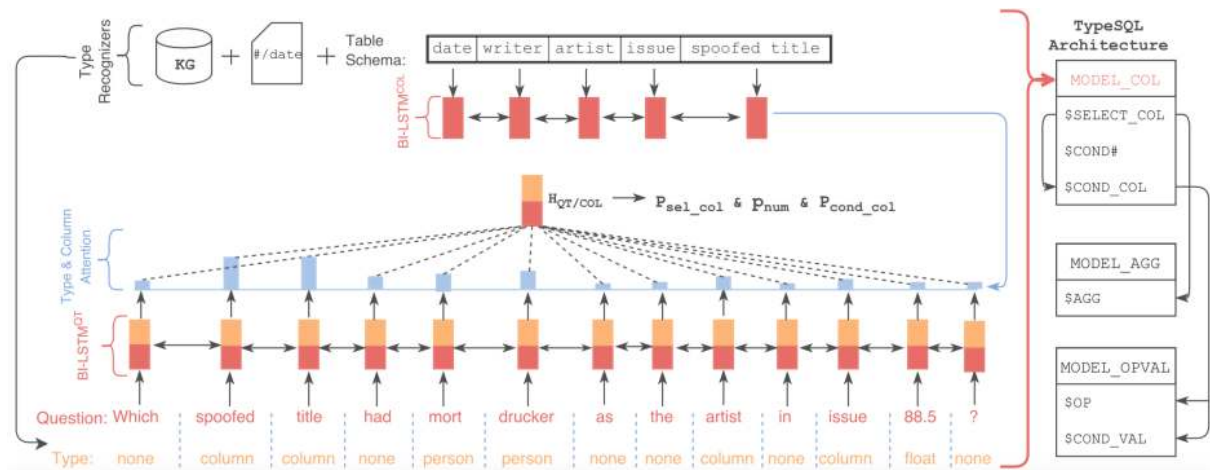 Type Recognizers
KG
+
#/date
+
Table Schema:
date writer artist issue spoofed title
BI-LSTM^COL
H_QT/COL → P_sel_col & P_num & P_cond_col
Type & Column Attention
BI-LSTM^QT
Question: Which spoofed title had mort drucker as the artist in issue 88.5 ?
Type: none column column none person person none none column none column float none
TypeSQL
Architecture
MODEL_COL
$SELECT_COL
$COND#
$COND_COL
MODEL_AGG
$AGG
MODEL_OPVAL
$OP
$COND_VAL